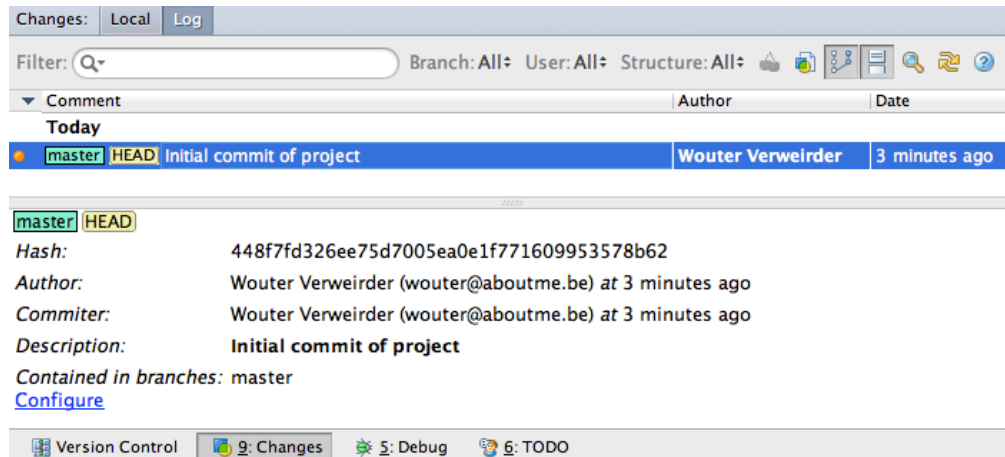 Changes: Local Log
Filter: Branch: All User: All Structure: All
Comment Author Date
Today
master HEAD Initial commit of project Wouter Verweirder 3 minutes ago
master HEAD
Hash: 448f7fd326ee75d7005ea0e1f771609953578b62
Author: Wouter Verweirder (wouter@aboutme.be) at 3 minutes ago
Commiter: Wouter Verweirder (wouter@aboutme.be) at 3 minutes ago
Description: Initial commit of project
Contained in branches: master
Configure
Version Control 9: Changes 5: Debug 6: TODO